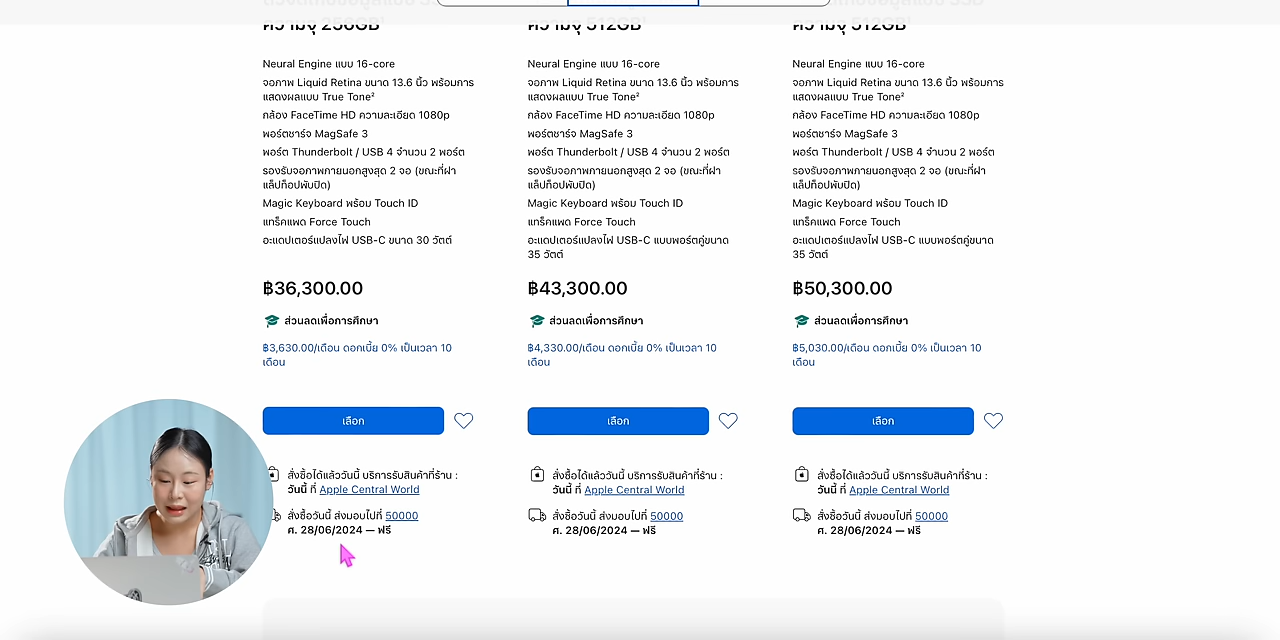 ความจุ 256GB
Neural Engine แบบ 16-core
จอภาพ Liquid Retina ขนาด 13.6 นิ้ว พร้อมการ
แสดงผลแบบ True Tone²
กล้อง FaceTime HD ความละเอียด 1080p
พอร์ตชาร์จ MagSafe 3
พอร์ต Thunderbolt / USB 4 จำนวน 2 พอร์ต
รองรับจอภาพภายนอกสูงสุด 2 จอ (ขณะที่ฝา
แล็ปท็อปพับปิด)
Magic Keyboard พร้อม Touch ID
แทร็คแพด Force Touch
อะแดปเตอร์แปลงไฟ USB-C ขนาด 30 วัตต์
฿36,300.00
ส่วนลดเพื่อการศึกษา
฿3,630.00/เดือน ดอกเบี้ย 0% เป็นเวลา 10
เดือน
เลือก
สั่งซื้อได้แล้ววันนี้ บริการรับสินค้าที่ร้าน :
วันนี้ ที่ Apple Central World
สั่งซื้อวันนี้ ส่งมอบไปที่ 50000
ศ. 28/06/2024 — ฟรี
ความจุ 512GB
Neural Engine แบบ 16-core
จอภาพ Liquid Retina ขนาด 13.6 นิ้ว พร้อมการ
แสดงผลแบบ True Tone²
กล้อง FaceTime HD ความละเอียด 1080p
พอร์ตชาร์จ MagSafe 3
พอร์ต Thunderbolt / USB 4 จำนวน 2 พอร์ต
รองรับจอภาพภายนอกสูงสุด 2 จอ (ขณะที่ฝา
แล็ปท็อปพับปิด)
Magic Keyboard พร้อม Touch ID
แทร็คแพด Force Touch
อะแดปเตอร์แปลงไฟ USB-C แบบพอร์ตคู่ขนาด
35 วัตต์
฿43,300.00
ส่วนลดเพื่อการศึกษา
฿4,330.00/เดือน ดอกเบี้ย 0% เป็นเวลา 10
เดือน
เลือก
สั่งซื้อได้แล้ววันนี้ บริการรับสินค้าที่ร้าน :
วันนี้ ที่ Apple Central World
สั่งซื้อวันนี้ ส่งมอบไปที่ 50000
ศ. 28/06/2024 — ฟรี
ความจุ 512GB
Neural Engine แบบ 16-core
จอภาพ Liquid Retina ขนาด 13.6 นิ้ว พร้อมการ
แสดงผลแบบ True Tone²
กล้อง FaceTime HD ความละเอียด 1080p
พอร์ตชาร์จ MagSafe 3
พอร์ต Thunderbolt / USB 4 จำนวน 2 พอร์ต
รองรับจอภาพภายนอกสูงสุด 2 จอ (ขณะที่ฝา
แล็ปท็อปพับปิด)
Magic Keyboard พร้อม Touch ID
แทร็คแพด Force Touch
อะแดปเตอร์แปลงไฟ USB-C แบบพอร์ตคู่ขนาด
35 วัตต์
฿50,300.00
ส่วนลดเพื่อการศึกษา
฿5,030.00/เดือน ดอกเบี้ย 0% เป็นเวลา 10
เดือน
เลือก
สั่งซื้อได้แล้ววันนี้ บริการรับสินค้าที่ร้าน :
วันนี้ ที่ Apple Central World
สั่งซื้อวันนี้ ส่งมอบไปที่ 50000
ศ. 28/06/2024 — ฟรี